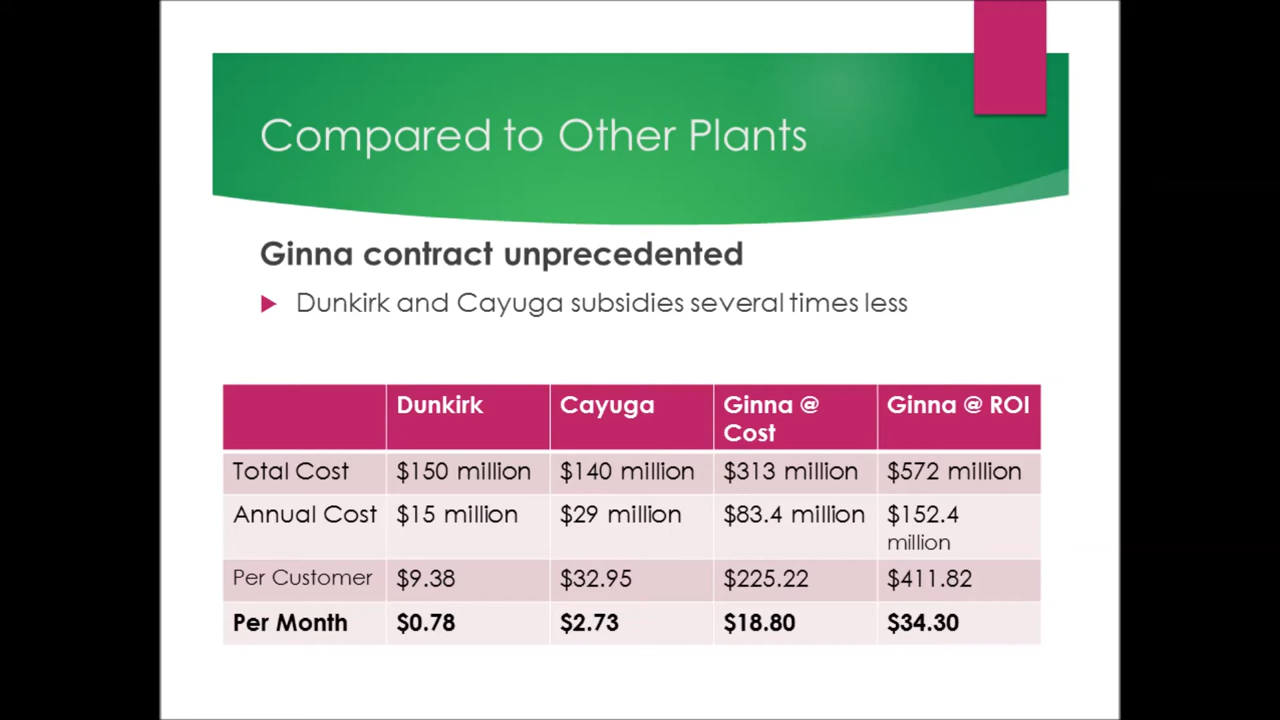 Compared to Other Plants
Ginna contract unprecedented
Dunkirk and Cayuga subsidies several times less
Dunkirk Cayuga Ginna @ Cost Ginna @ ROI
Total Cost $150 million $140 million $313 million $572 million
Annual Cost $15 million $29 million $83.4 million $152.4 million
Per Customer $9.38 $32.95 $225.22 $411.82
Per Month $0.78 $2.73 $18.80 $34.30